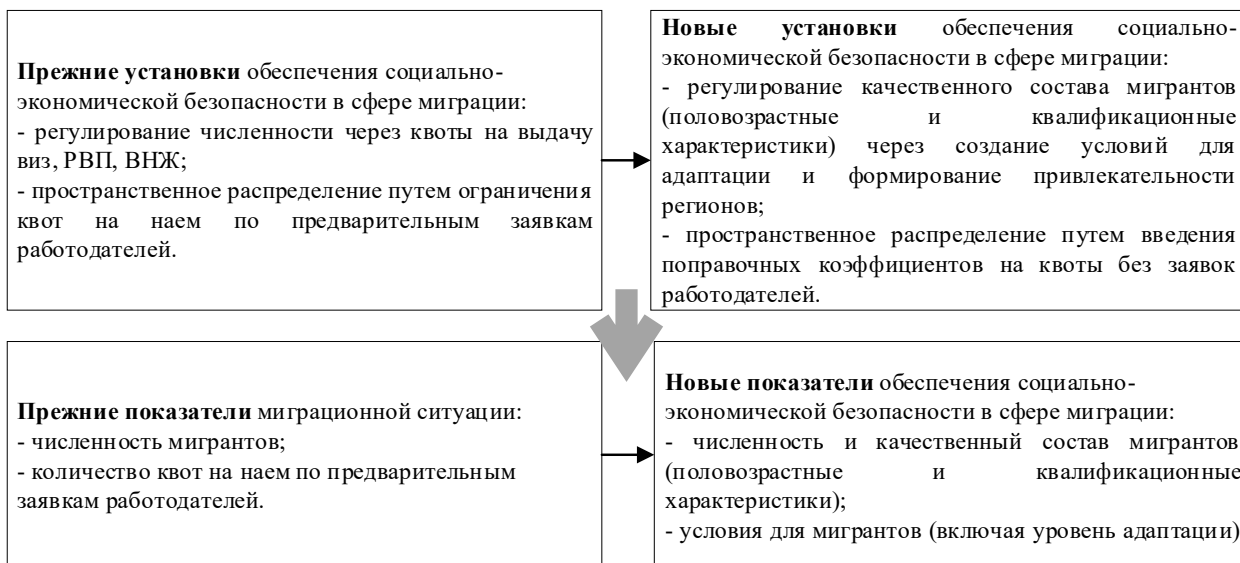 Прежние установки обеспечения социально-
экономической безопасности в сфере миграции:
- регулирование численности через квоты на выдачу
виз, РВП, ВНЖ;
- пространственное распределение путем ограничения
квот на наем по предварительным заявкам
работодателей.
Новые установки обеспечения социально-
экономической безопасности в сфере миграции:
- регулирование качественного состава мигрантов
(половозрастные и квалификационные
характеристики) через создание условий для
адаптации и формирование привлекательности
регионов;
- пространственное распределение путем введения
поправочных коэффициентов на квоты без заявок
работодателей.
Прежние показатели миграционной ситуации:
- численность мигрантов;
- количество квот на наем по предварительным
заявкам работодателей.
Новые показатели обеспечения социально-
экономической безопасности в сфере миграции:
- численность и качественный состав мигрантов
(половозрастные и квалификационные
характеристики);
- условия для мигрантов (включая уровень адаптации)